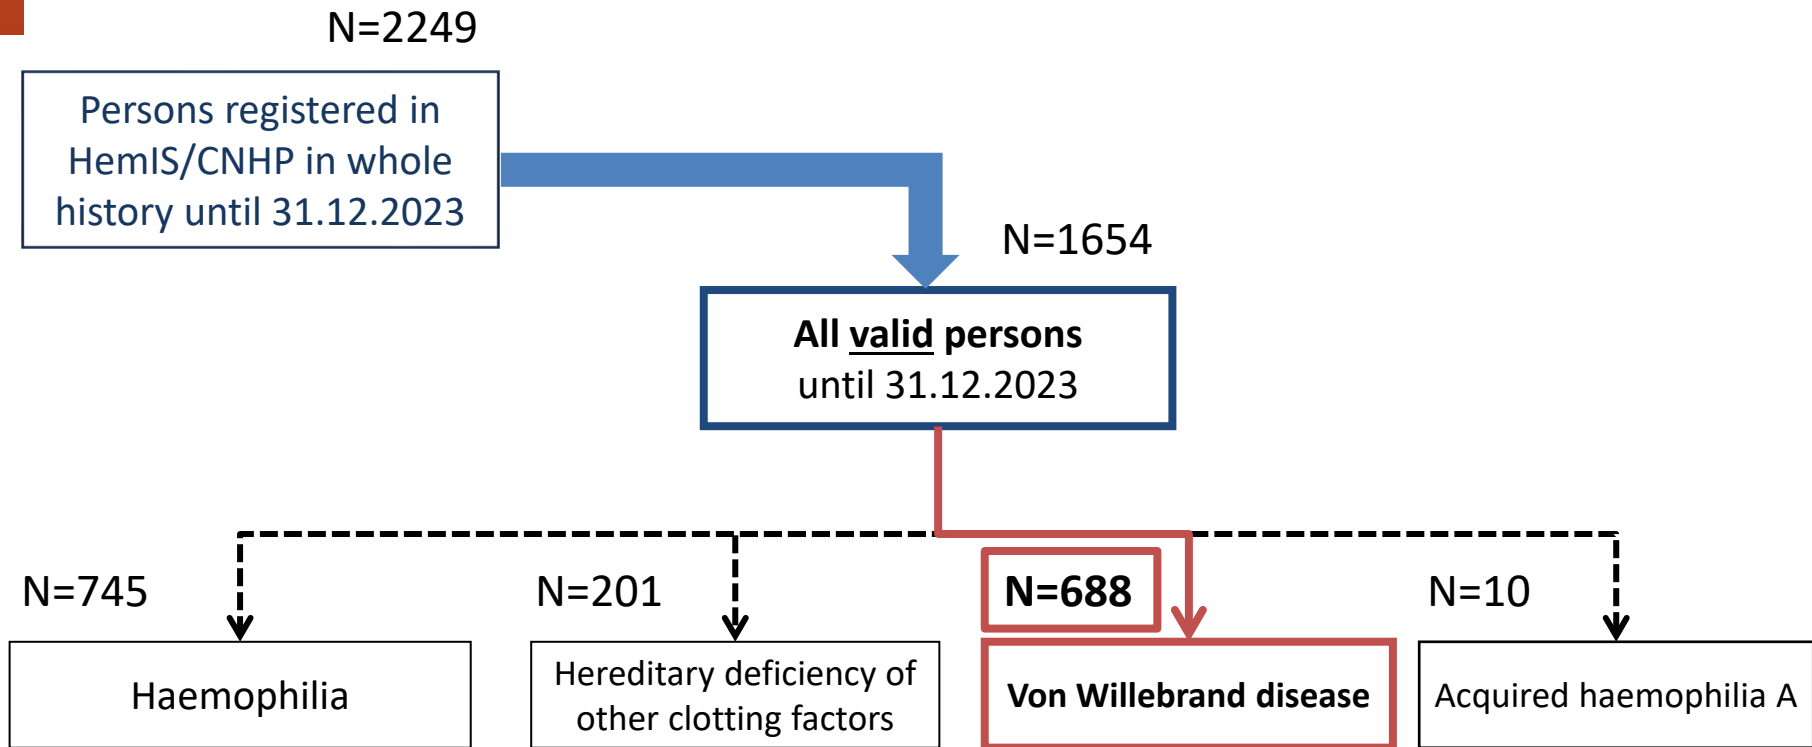 N=2249
Persons registered in
HemIS/CNHP in whole
history until 31.12.2023
N=1654
All valid persons
until 31.12.2023
N=745
N=201
N=688
N=10
Haemophilia
Hereditary deficiency of
other clotting factors
Von Willebrand disease
Acquired haemophilia A